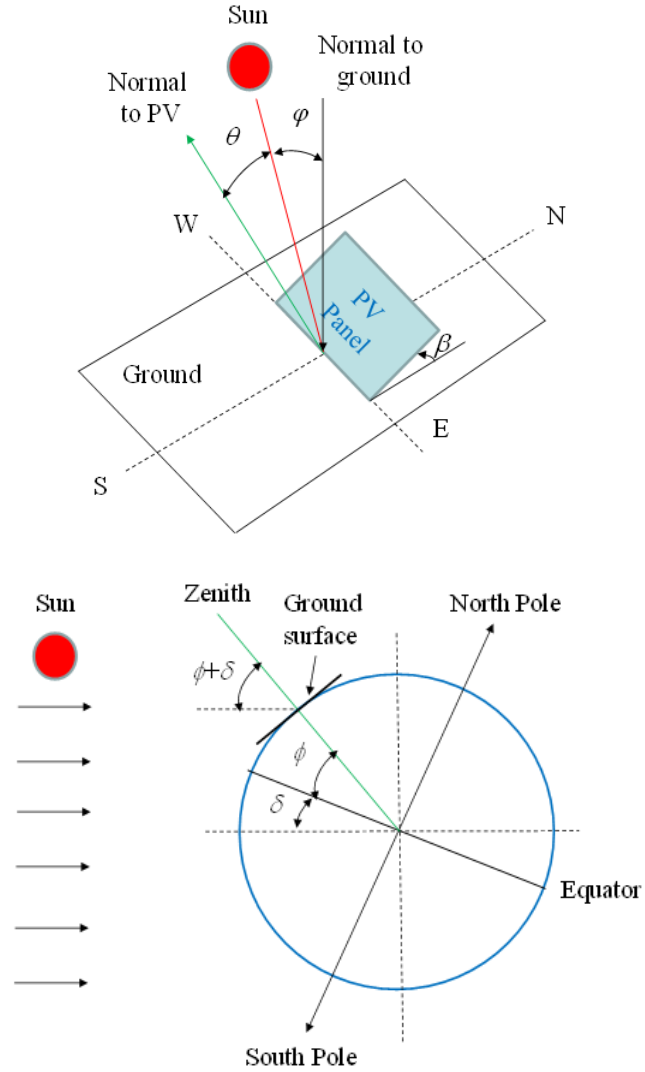 Sun
Normal to
ground
Normal
to PV
θ
φ
W
N
PV
Panel
β
Ground
E
S
Sun
Zenith
Ground
surface
North Pole
ϕ+δ
ϕ
δ
Equator
South Pole